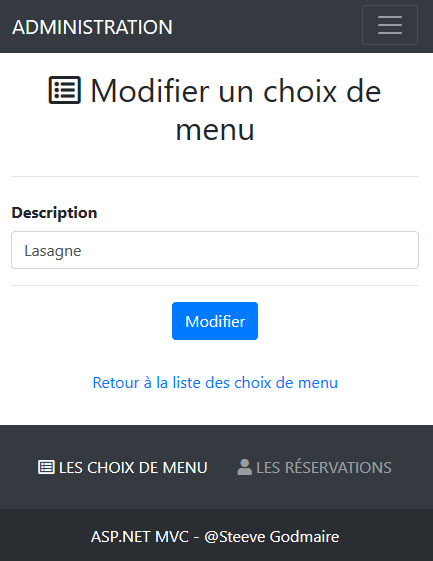 ADMINISTRATION
Modifier un choix de
menu
Description
Lasagne
Modifier
Retour à la liste des choix de menu
LES CHOIX DE MENU LES RÉSERVATIONS
ASP.NET MVC - @Steeve Godmaire